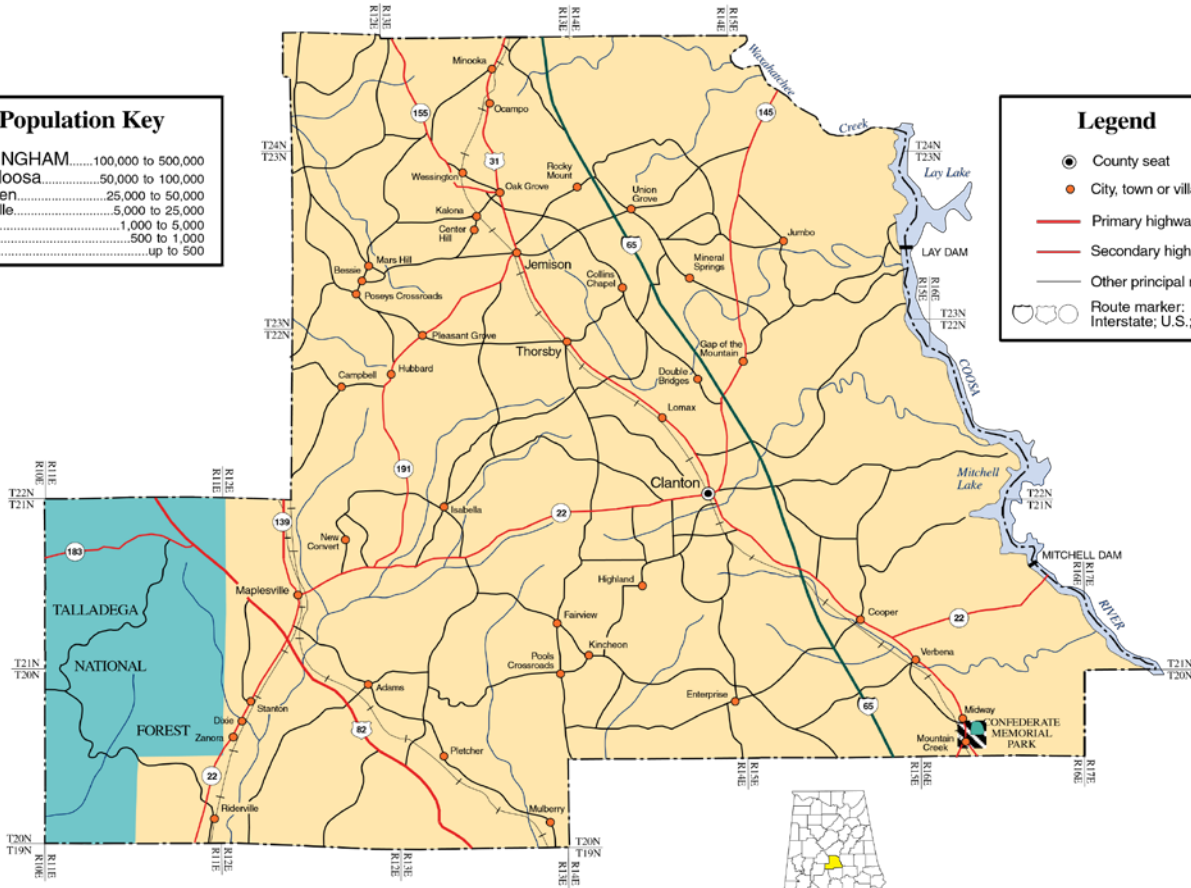 R12E
R13E
R13E
R14E
R14E
R15E
Population Key
NGHAM......100,000 to 500,000
loosa......................50,000 to 100,000
en........................25,000 to 50,000
lle........................5,000 to 25,000
1,000 to 5,000
500 to 1,000
up to 500
Legend
County seat
City, town or vill
Primary highwa
Secondary high
Other principal
Route marker:
Interstate; U.S.;
Waxahatchee
Creek
Minooka
Ocampo
155
145
31
T24N
T23N
T24N
T23N
Lay Lake
Wessington
Oak Grove
Rocky
Mount
Union
Grove
Kalona
Center
Hill
65
Jumbo
LAY DAM
Jemison
Mars Hill
Bessie
Poseys Crossroads
Collins
Chapel
Mineral
Springs
R15E
R16E
T23N
T22N
T23N
T22N
Pleasant Grove
Thorsby
Gap of the
Mountain
Campbell
Hubbard
Double
Bridges
COOSA
Lomax
191
R10E
R11E
R11E
R12E
T22N
T21N
Clanton
Mitchell
Lake
T22N
T21N
139
Isabella
22
New
Convert
183
MITCHELL DAM
R16E
R17E
Highland
Maplesville
TALLADEGA
RIVER
Fairview
Cooper
22
Kincheon
Pools
Crossroads
Verbena
NATIONAL
T21N
T20N
T21N
T20N
Adams
Enterprise
Stanton
65
Midway
Dixie
FOREST
Zanora
82
CONFEDERATE
MEMORIAL
PARK
Mountain
Creek
Pletcher
22
R14E
R15E
R15E
R16E
R16E
R17E
Riderville
Mulberry
T20N
T19N
T20N
T19N
R10E
R11E
R11E
R12E
R12E
R13E
R13E
R14E